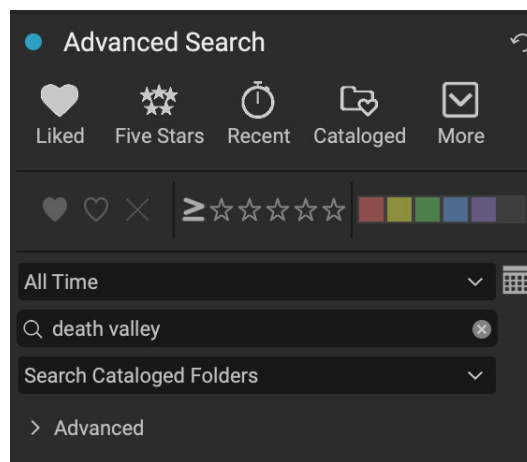 Advanced Search
Liked Five Stars Recent Cataloged More
≥
All Time
death valley
Search Cataloged Folders
Advanced